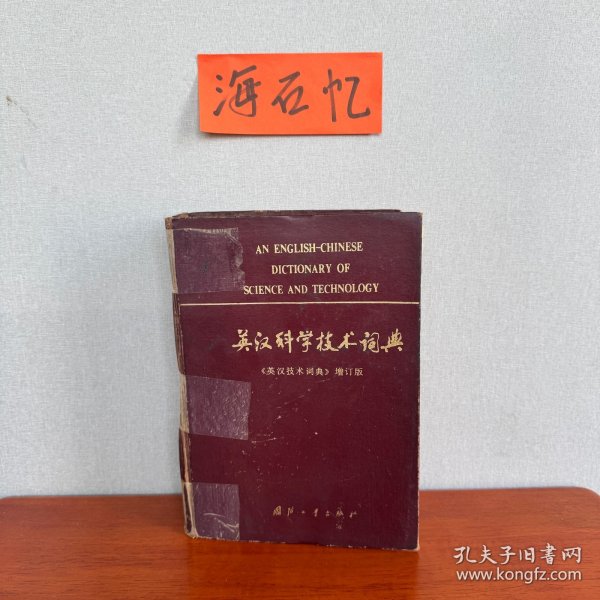 海石忆
AN ENGLISH-CHINESE
DICTIONARY OF
SCIENCE AND TECHNOLOGY
英汉科学技术词典
《英汉技术词典》增订版
国防工业出版社
孔夫子旧书网
www.kongfz.com